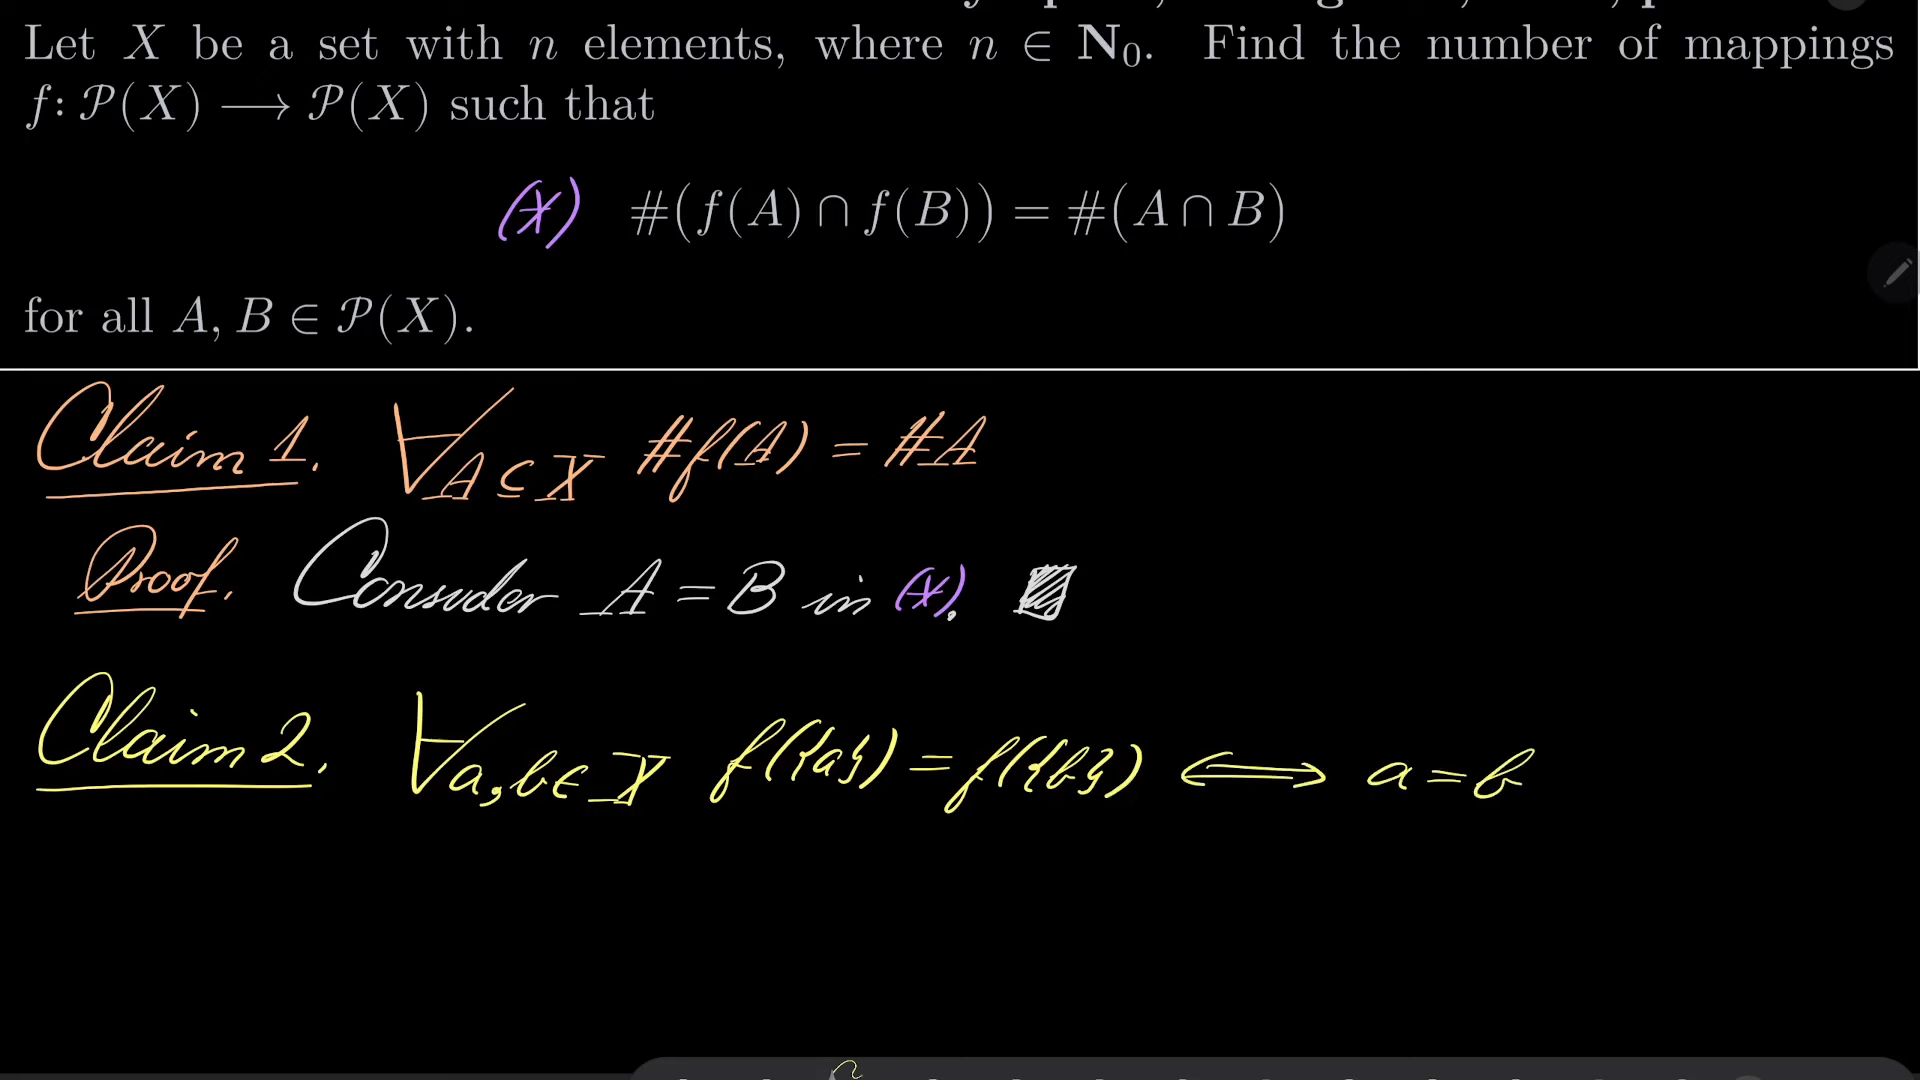 Let X be a set with n elements, where n ∈ N₀. Find the number of mappings
f: 𝒫(X) ⟶ 𝒫(X) such that
(*) #(f(A) ∩ f(B)) = #(A ∩ B)
for all A, B ∈ 𝒫(X).
Claim 1. ∀A⊆X #f(A) = #A
Proof. Consider A = B in (*).
Claim 2. ∀a,b∈X f({a}) = f({b}) ⟺ a = b